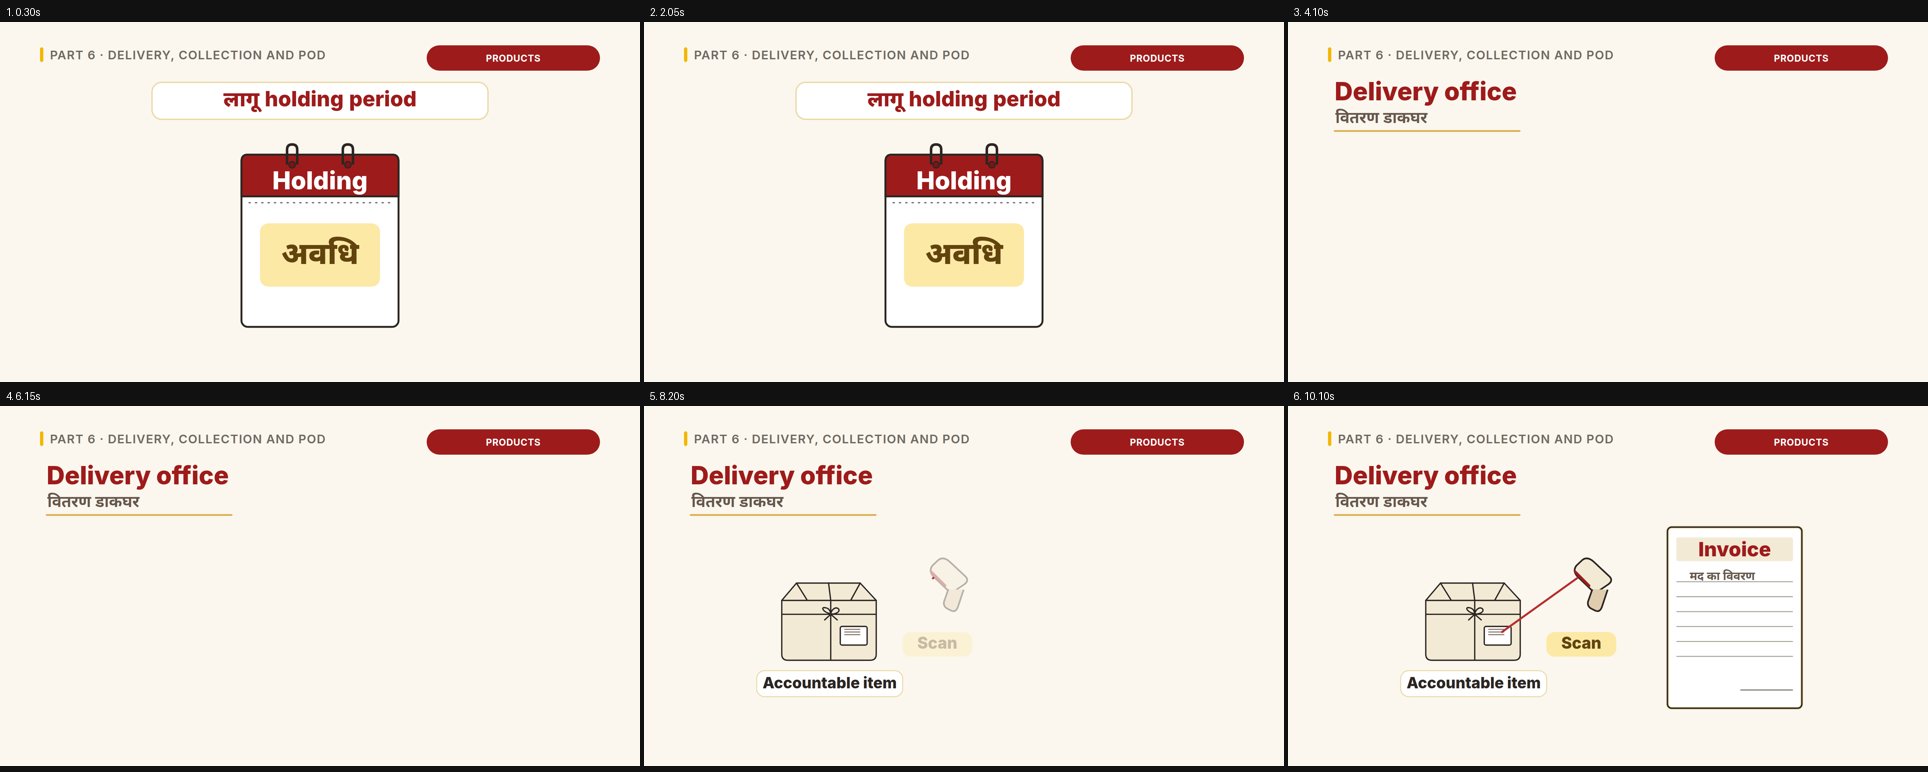 1. 0.30s
PART 6 · DELIVERY, COLLECTION AND POD
PRODUCTS
लागू holding period
Holding
अवधि
2. 2.05s
PART 6 · DELIVERY, COLLECTION AND POD
PRODUCTS
लागू holding period
Holding
अवधि
3. 4.10s
PART 6 · DELIVERY, COLLECTION AND POD
PRODUCTS
Delivery office
वितरण डाकघर
4. 6.15s
PART 6 · DELIVERY, COLLECTION AND POD
PRODUCTS
Delivery office
वितरण डाकघर
5. 8.20s
PART 6 · DELIVERY, COLLECTION AND POD
PRODUCTS
Delivery office
वितरण डाकघर
Scan
Accountable item
6. 10.10s
PART 6 · DELIVERY, COLLECTION AND POD
PRODUCTS
Delivery office
वितरण डाकघर
Invoice
मद का विवरण
Scan
Accountable item